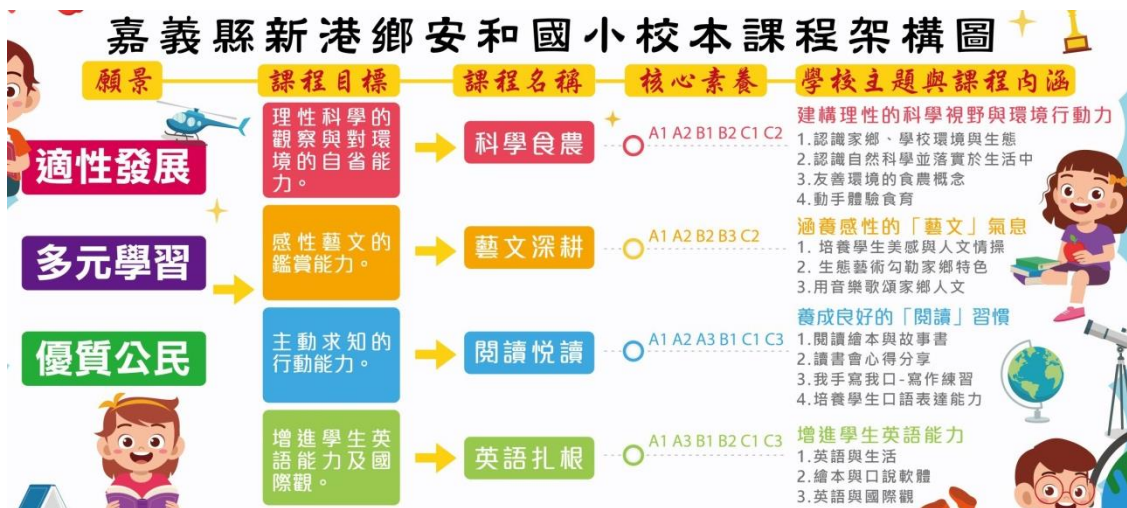 嘉義縣新港鄉安和國小校本課程架構圖
願景
課程目標
課程名稱
核心素養
學校主題與課程內涵
適性發展
多元學習
優質公民
理性科學的
觀察與對環
境的自省能
力。
科學食農
A1 A2 B1 B2 C1 C2
建構理性的科學視野與環境行動力
1.認識家鄉、學校環境與生態
2.認識自然科學並落實於生活中
3.友善環境的食農概念
4.動手體驗食育
感性藝文的
鑑賞能力。
藝文深耕
A1 A2 B2 B3 C2
涵養感性的「藝文」氣息
1. 培養學生美感與人文情操
2. 生態藝術勾勒家鄉特色
3.用音樂歌頌家鄉人文
主動求知的
行動能力。
閱讀悦讀
A1 A2 A3 B1 C1 C3
養成良好的「閱讀」習慣
1.閱讀繪本與故事書
2.讀書會心得分享
3.我手寫我口-寫作練習
4.培養學生口語表達能力
增進學生英
語能力及國
際觀。
英語扎根
A1 A3 B1 B2 C1 C3
增進學生英語能力
1.英語與生活
2.繪本與口說軟體
3.英語與國際觀